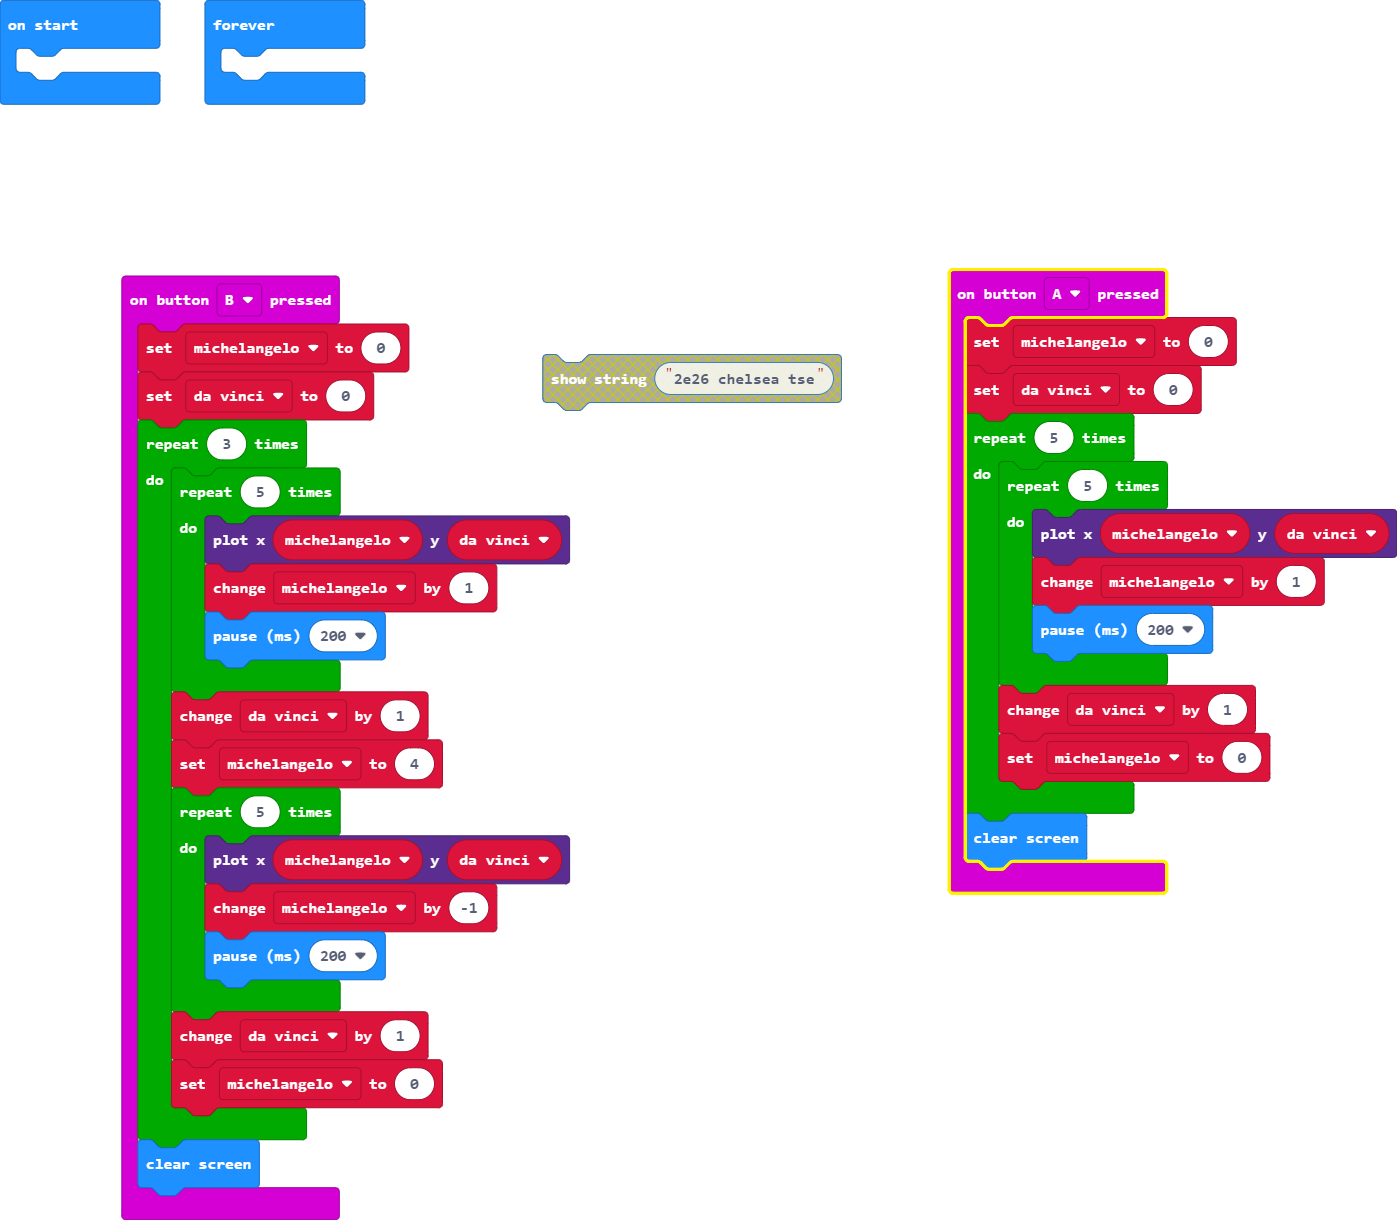 on start
forever
on button B pressed
set michelangelo to 0
set da vinci to 0
repeat 3 times
do
repeat 5 times
do
plot x michelangelo y da vinci
change michelangelo by 1
pause (ms) 200
change da vinci by 1
set michelangelo to 4
repeat 5 times
do
plot x michelangelo y da vinci
change michelangelo by -1
pause (ms) 200
change da vinci by 1
set michelangelo to 0
clear screen
show string "2e26 chelsea tse"
on button A pressed
set michelangelo to 0
set da vinci to 0
repeat 5 times
do
repeat 5 times
do
plot x michelangelo y da vinci
change michelangelo by 1
pause (ms) 200
change da vinci by 1
set michelangelo to 0
clear screen